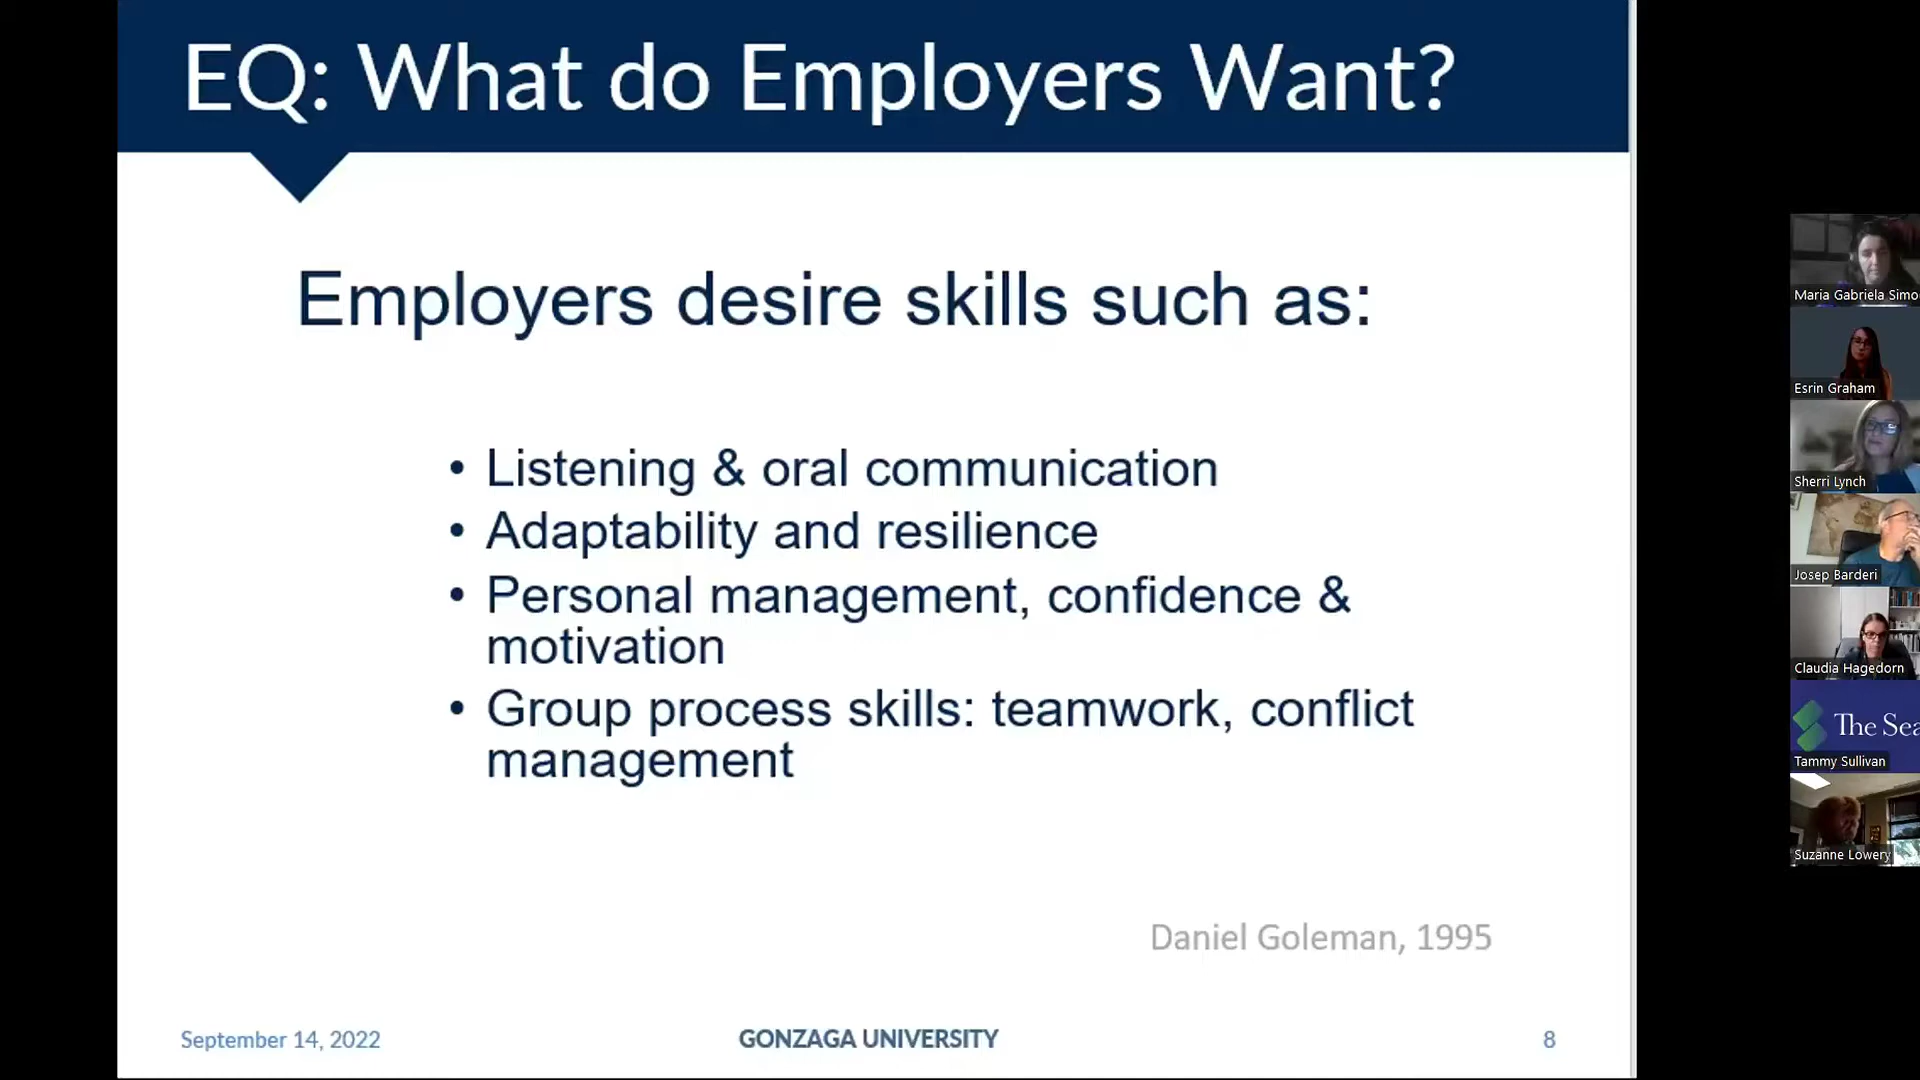 EQ: What do Employers Want?
Employers desire skills such as:
• Listening & oral communication
• Adaptability and resilience
• Personal management, confidence &
motivation
• Group process skills: teamwork, conflict
management
Daniel Goleman, 1995
September 14, 2022
GONZAGA UNIVERSITY
8
Maria Gabriela Simo
Esrin Graham
Sherri Lynch
Josep Barderi
Claudia Hagedorn
The Sea
Tammy Sullivan
Suzanne Lowery